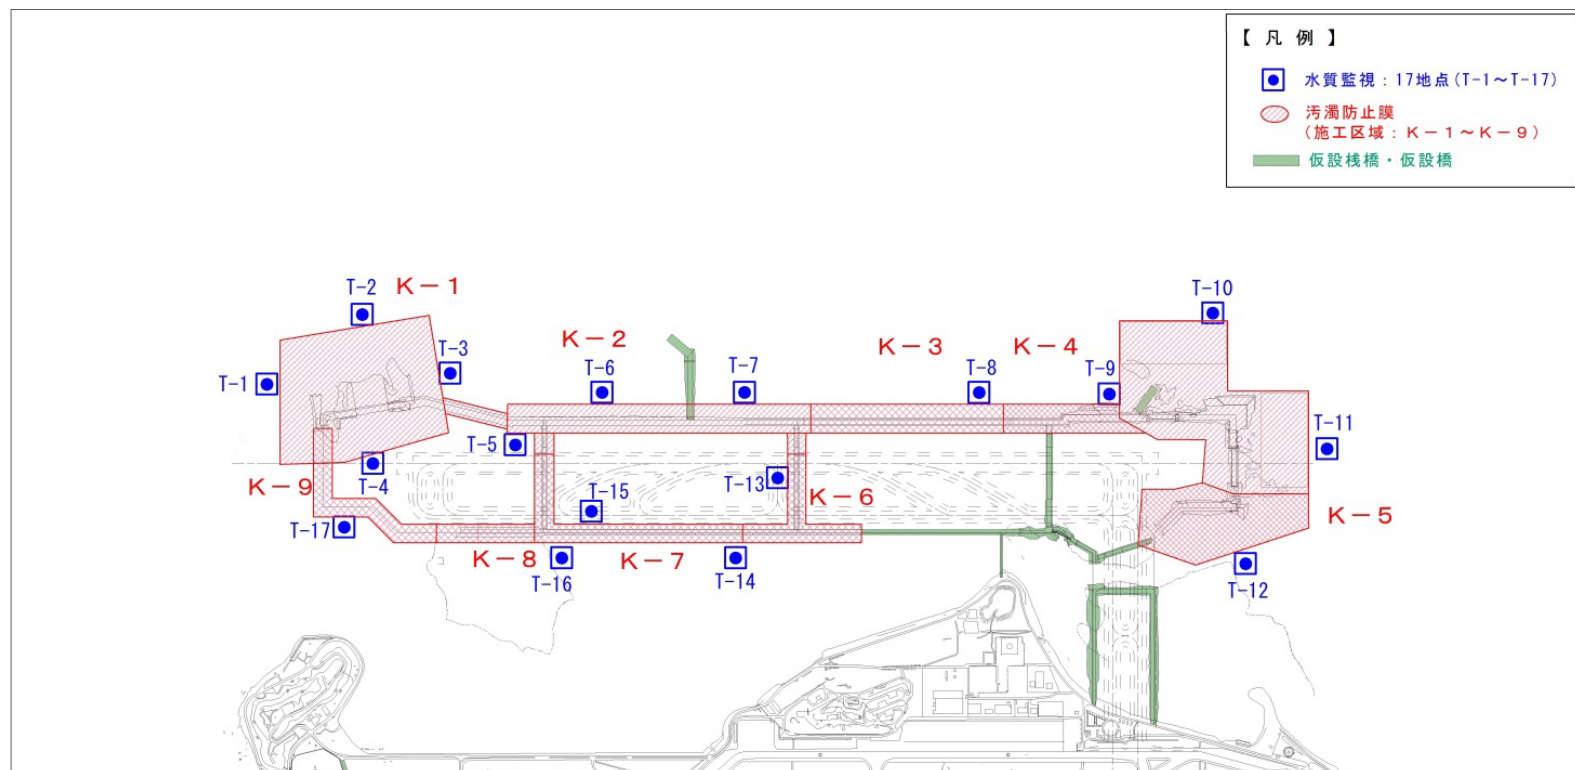 【 凡 例 】
水質監視：17地点(T-1～T-17)
汚濁防止膜
(施工区域：K－1～K－9)
仮設桟橋・仮設橋
T-2
K－1
T-10
T-3
K－2
K－3
K－4
T-1
T-6
T-7
T-8
T-9
T-5
T-11
T-4
K－9
T-13
K－6
T-15
K－5
T-17
K－8
K－7
T-16
T-14
T-12